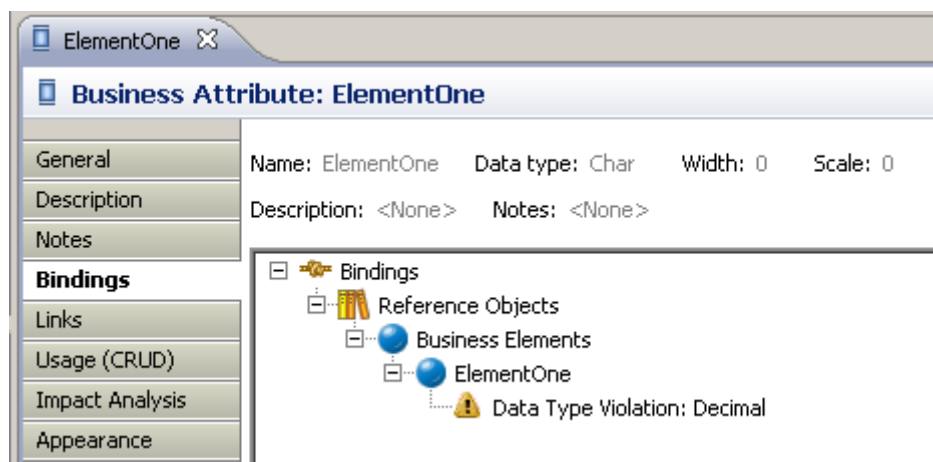 ElementOne
Business Attribute: ElementOne
General
Description
Notes
Bindings
Links
Usage (CRUD)
Impact Analysis
Appearance
Name: ElementOne Data type: Char Width: 0 Scale: 0
Description: <None> Notes: <None>
Bindings
Reference Objects
Business Elements
ElementOne
Data Type Violation: Decimal